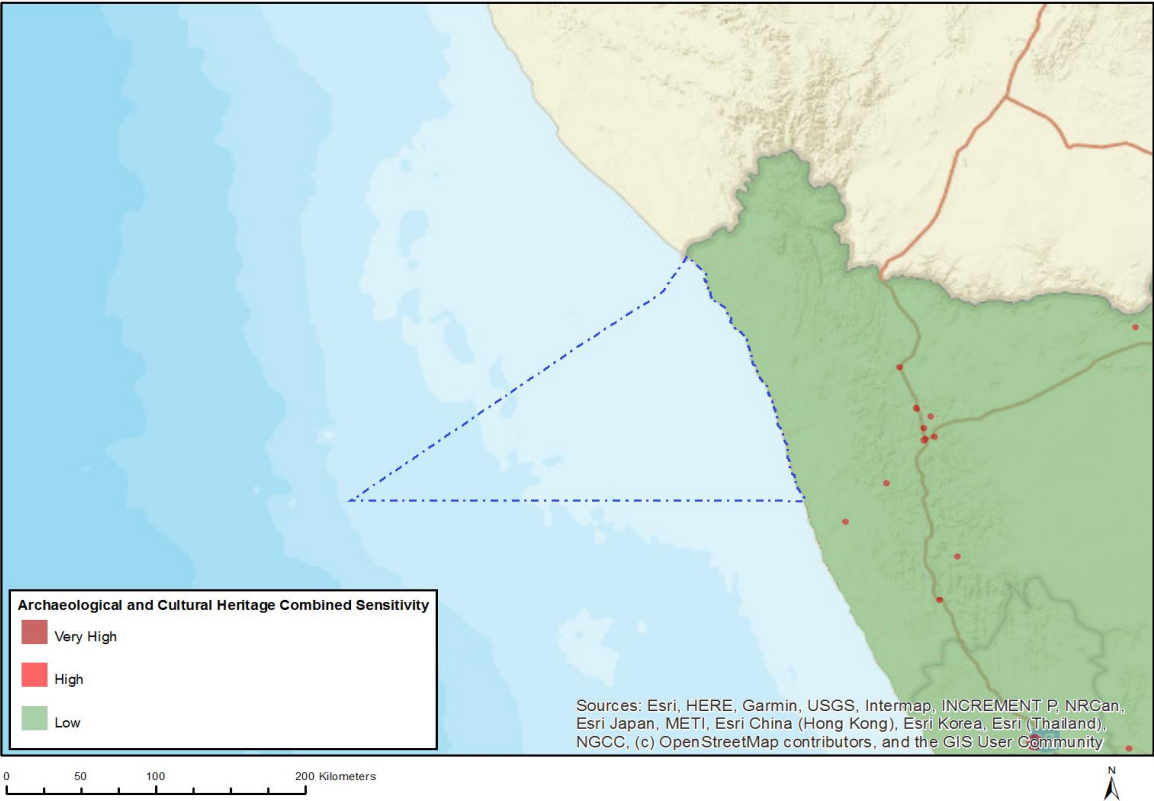 Archaeological and Cultural Heritage Combined Sensitivity
Very High
High
Low
Sources: Esri, HERE, Garmin, USGS, Intermap, INCREMENT P, NRCan,
Esri Japan, METI, Esri China (Hong Kong), Esri Korea, Esri (Thailand),
NGCC, (c) OpenStreetMap contributors, and the GIS User Community
0 50 100 200 Kilometers
N